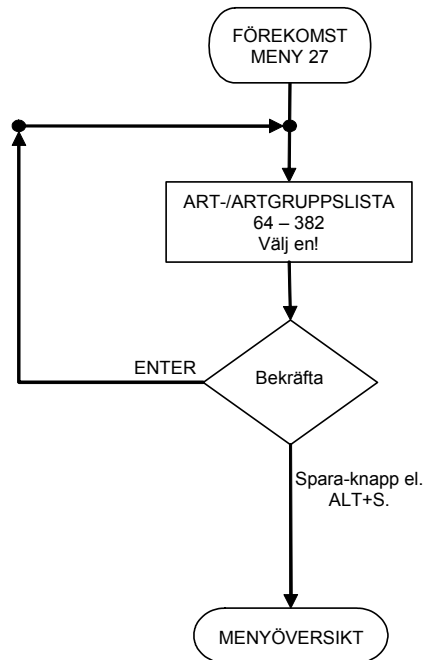 FÖREKOMST
MENY 27
ART-/ARTGRUPPSLISTA
64 – 382
Välj en!
ENTER
Bekräfta
Spara-knapp el.
ALT+S.
MENYÖVERSIKT